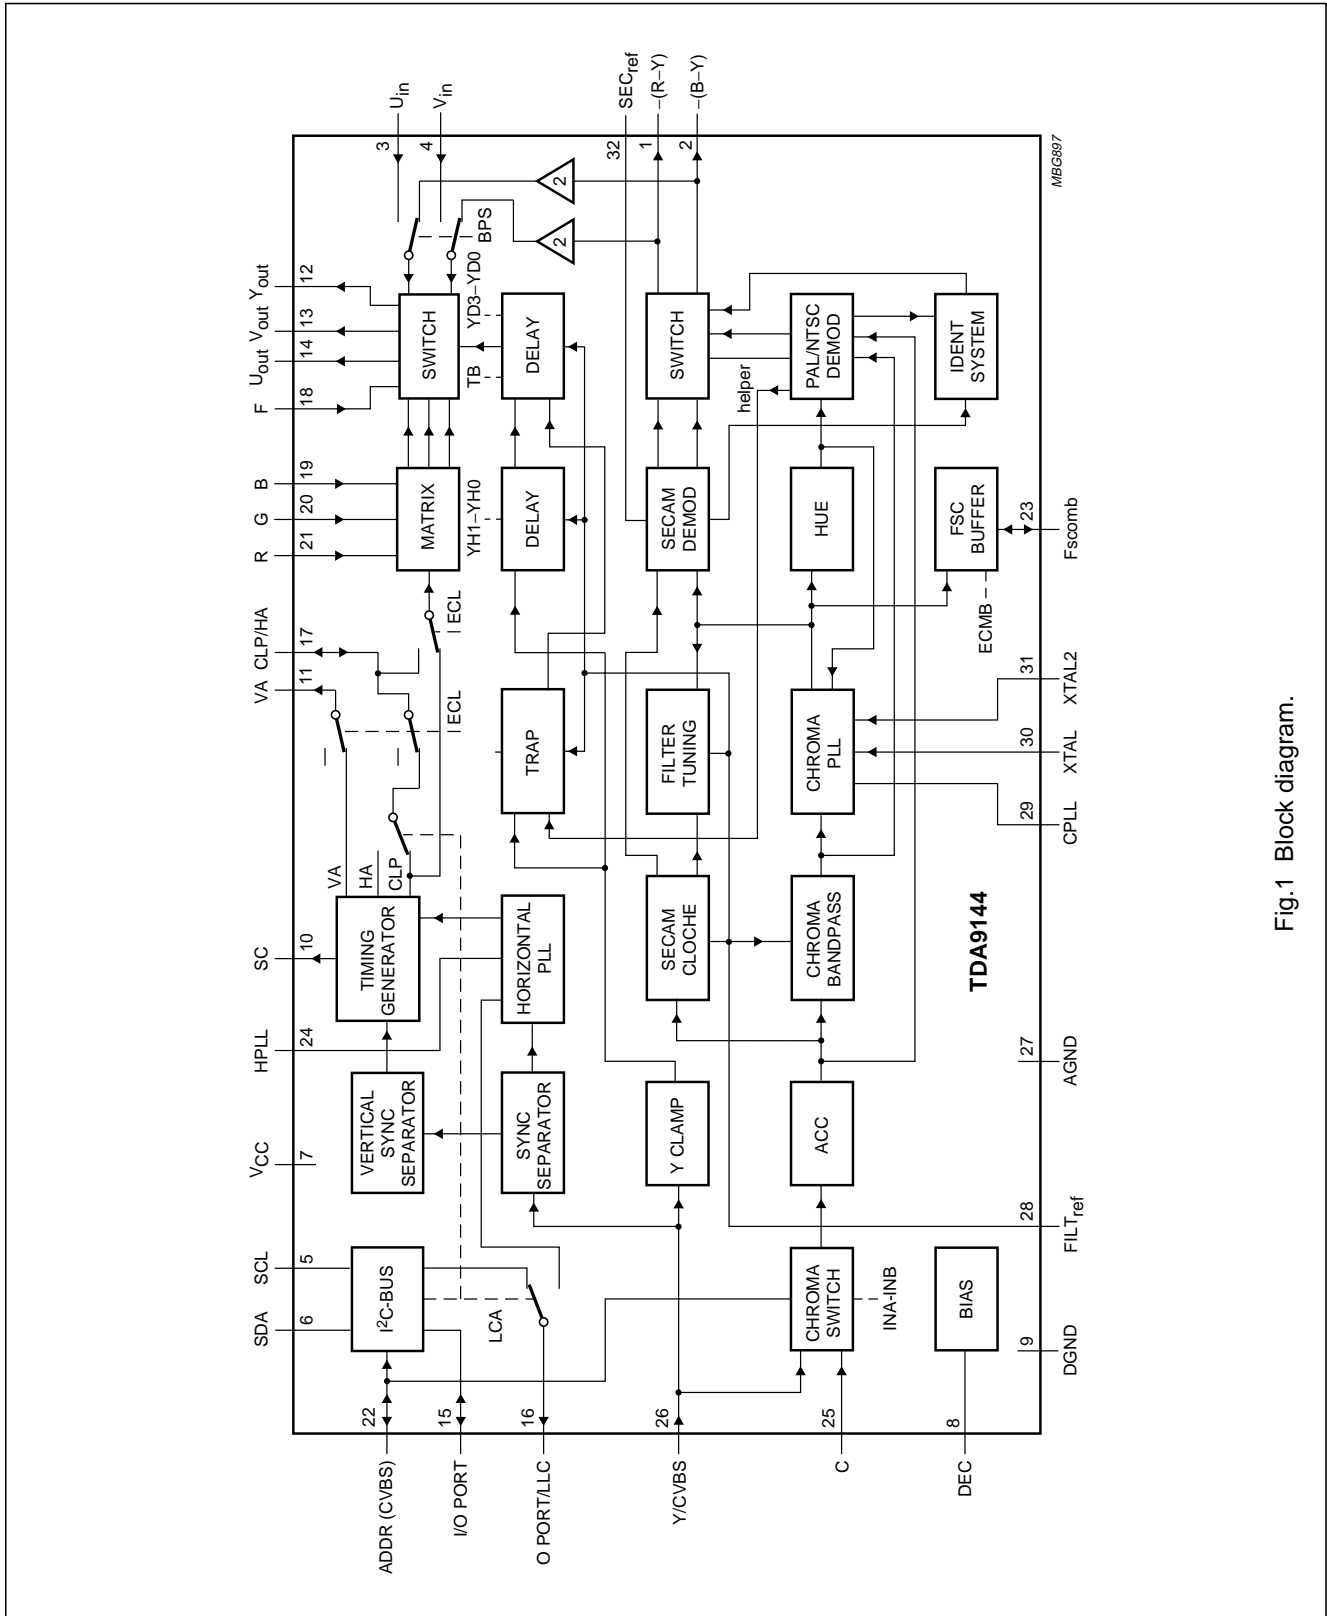 SDA
6
SCL
5
VCC
7
HPLL
24
SC
10
VA
11
CLP/HA
17
R
21
G
20
B
19
F
18
Uout
14
Vout
13
Yout
12
ADDR (CVBS)
22
I/O PORT
15
O PORT/LLC
16
Y/CVBS
26
C
25
DEC
8
I2C-BUS
LCA
VERTICAL
SYNC
SEPARATOR
SYNC
SEPARATOR
TIMING
GENERATOR
HORIZONTAL
PLL
VA
HA
CLP
ECL
ECL
MATRIX
SWITCH
BPS
3
Uin
4
Vin
TRAP
DELAY
YH1−YH0
DELAY
TB
YD3−YD0
2
2
32
SECref
1
−(R−Y)
2
−(B−Y)
Y CLAMP
SECAM
CLOCHE
FILTER
TUNING
SECAM
DEMOD
SWITCH
helper
CHROMA
SWITCH
INA-INB
ACC
CHROMA
BANDPASS
CHROMA
PLL
HUE
PAL/NTSC
DEMOD
BIAS
TDA9144
FSC
BUFFER
ECMB
IDENT
SYSTEM
9
DGND
28
FILTref
27
AGND
29
CPLL
30
XTAL
31
XTAL2
23
Fscomb
MBG897
Fig.1 Block diagram.